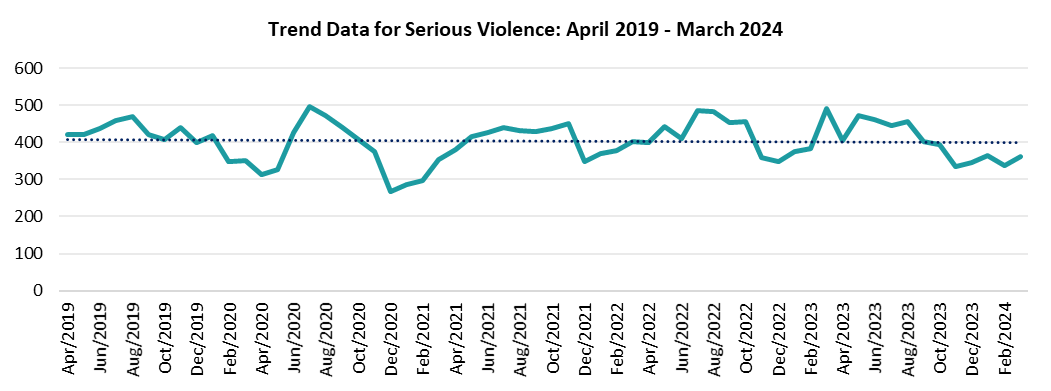 Trend Data for Serious Violence: April 2019 - March 2024
600
500
400
300
200
100
0
Apr/2019
Jun/2019
Aug/2019
Oct/2019
Dec/2019
Feb/2020
Apr/2020
Jun/2020
Aug/2020
Oct/2020
Dec/2020
Feb/2021
Apr/2021
Jun/2021
Aug/2021
Oct/2021
Dec/2021
Feb/2022
Apr/2022
Jun/2022
Aug/2022
Oct/2022
Dec/2022
Feb/2023
Apr/2023
Jun/2023
Aug/2023
Oct/2023
Dec/2023
Feb/2024